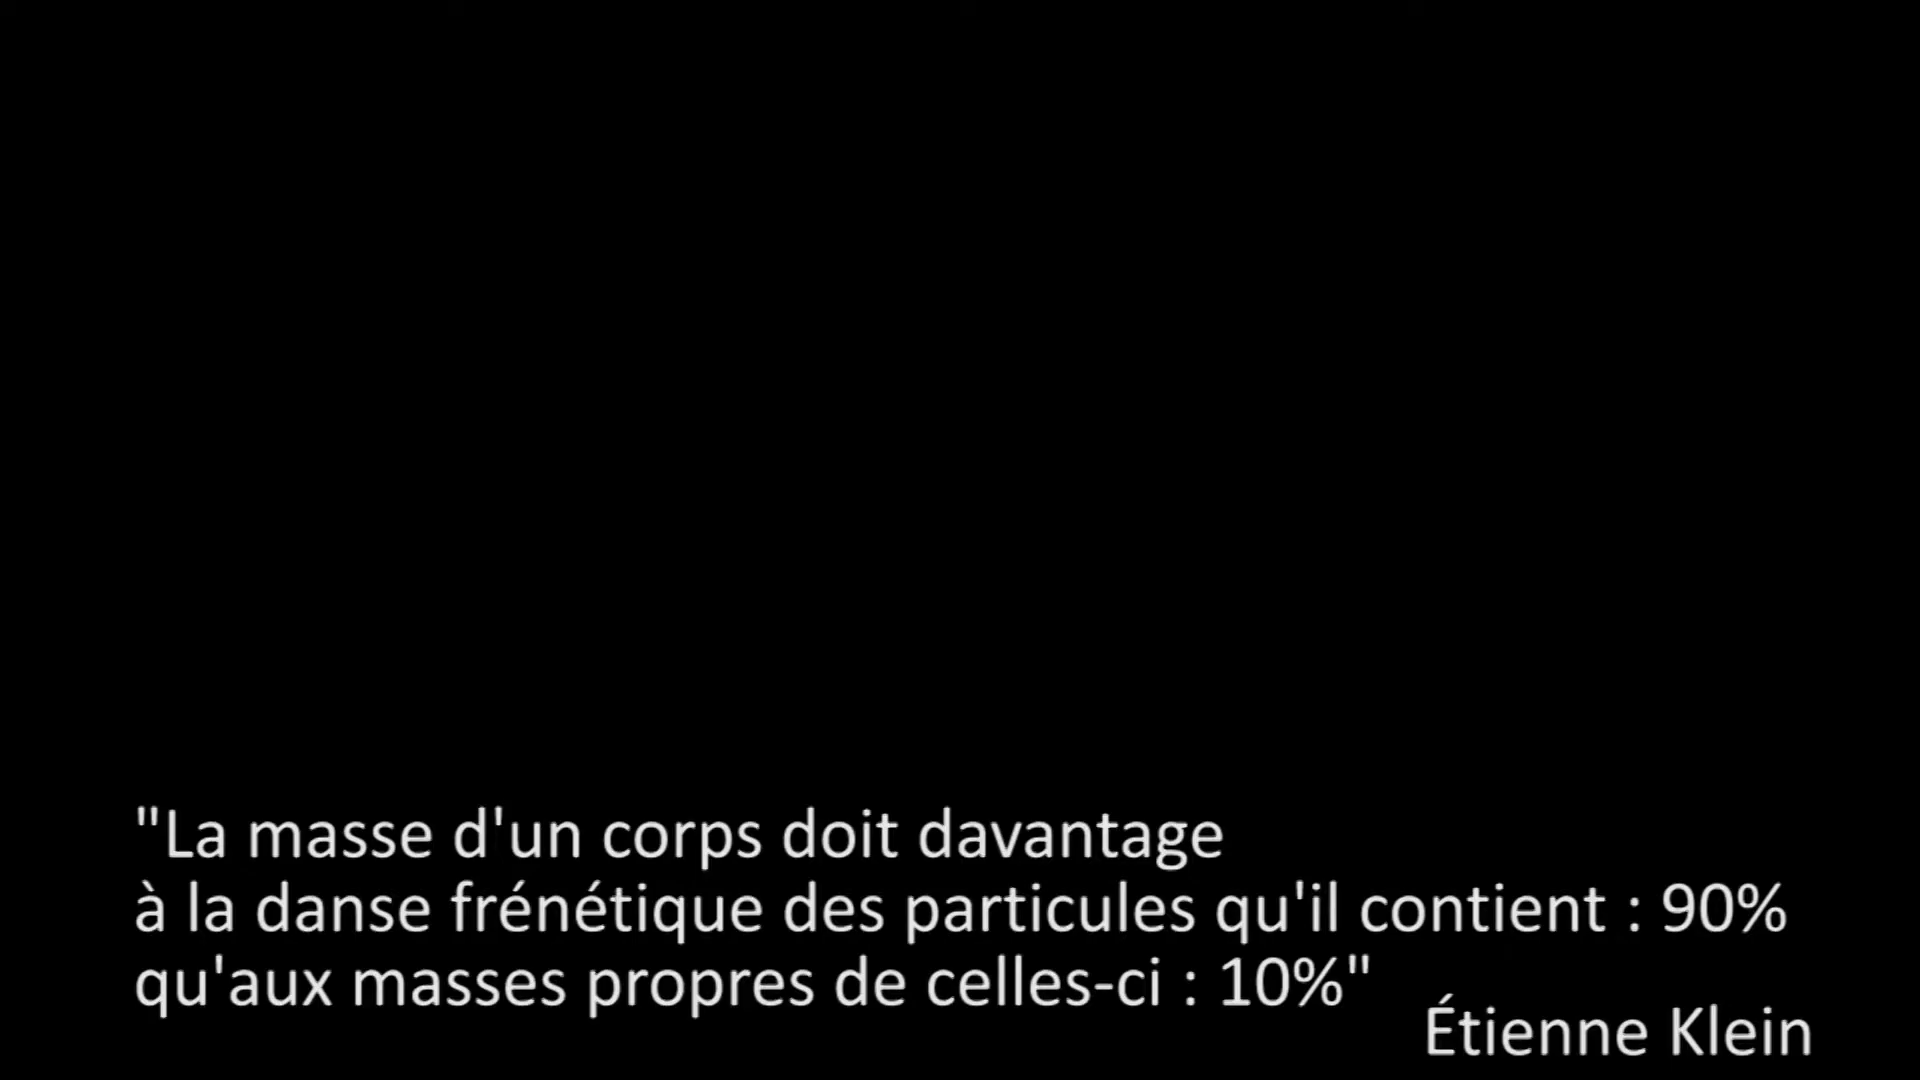 "La masse d'un corps doit davantage
à la danse frénétique des particules qu'il contient : 90%
qu'aux masses propres de celles-ci : 10%"
Étienne Klein